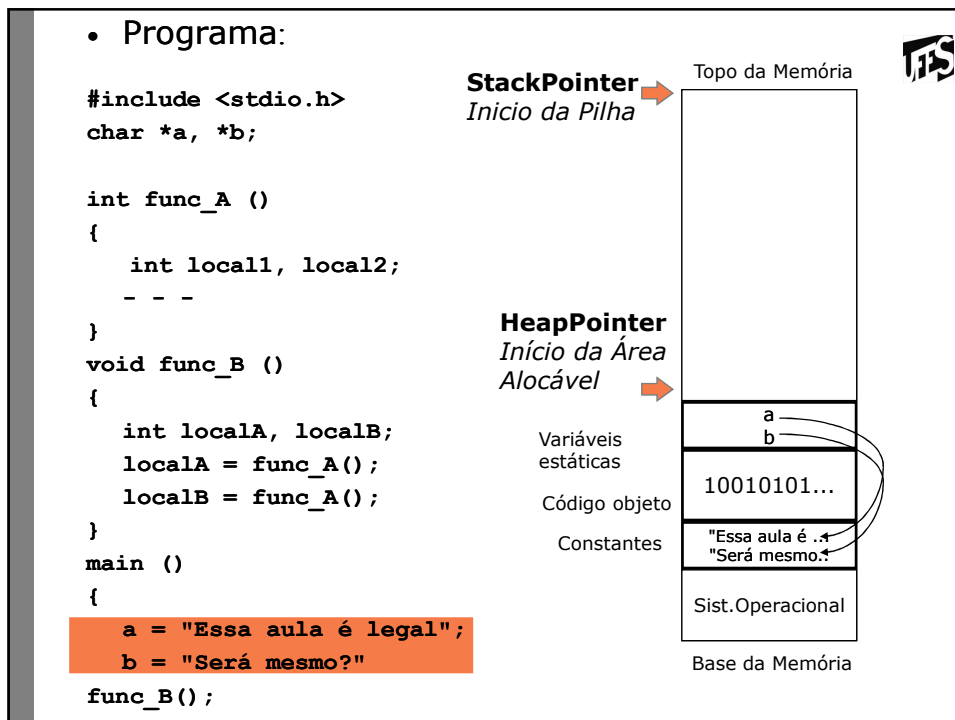 • Programa:
#include <stdio.h>
char *a, *b;
int func_A ()
{
int local1, local2;
- - -
}
void func_B ()
{
int localA, localB;
localA = func_A();
localB = func_A();
}
main ()
{
a = "Essa aula é legal";
b = "Será mesmo?"
func_B();
StackPointer
Inicio da Pilha
HeapPointer
Início da Área
Alocável
Variáveis
estáticas
Código objeto
Constantes
Topo da Memória
a
b
10010101...
"Essa aula é ..
"Será mesmo..
Sist.Operacional
Base da Memória
UFES